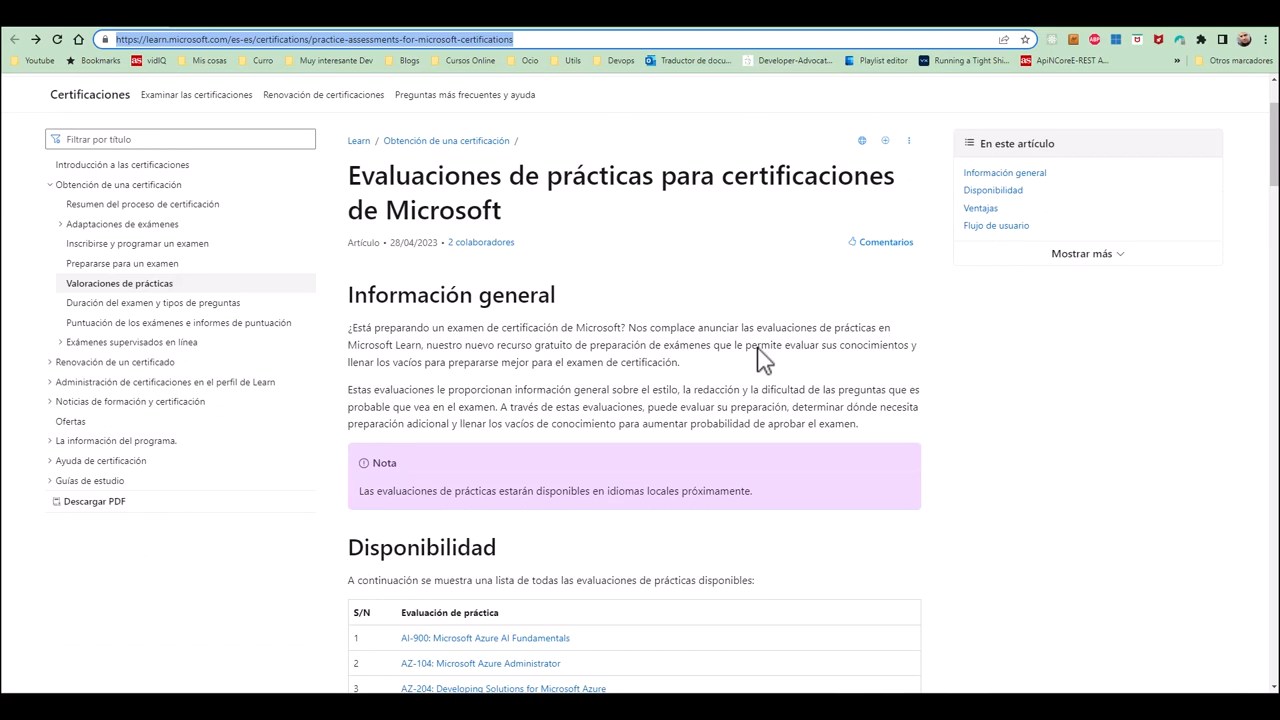 https://learn.microsoft.com/es-es/certifications/practice-assessments-for-microsoft-certifications
Youtube
Bookmarks
vidIQ
Mis cosas
Curro
Muy interesante Dev
Blogs
Cursos Online
Ocio
Utils
Devops
Traductor de docu...
Developer-Advocat...
Playlist editor
Running a Tight Shi...
ApiNCoreE-REST A...
»
Otros marcadores
Certificaciones
Examinar las certificaciones
Renovación de certificaciones
Preguntas más frecuentes y ayuda
Filtrar por título
Introducción a las certificaciones
Obtención de una certificación
Resumen del proceso de certificación
Adaptaciones de exámenes
Inscribirse y programar un examen
Prepararse para un examen
Valoraciones de prácticas
Duración del examen y tipos de preguntas
Puntuación de los exámenes e informes de puntuación
Exámenes supervisados en línea
Renovación de un certificado
Administración de certificaciones en el perfil de Learn
Noticias de formación y certificación
Ofertas
La información del programa.
Ayuda de certificación
Guías de estudio
Descargar PDF
Learn / Obtención de una certificación /
Evaluaciones de prácticas para certificaciones
de Microsoft
Artículo • 28/04/2023 • 2 colaboradores
Comentarios
Información general
¿Está preparando un examen de certificación de Microsoft? Nos complace anunciar las evaluaciones de prácticas en
Microsoft Learn, nuestro nuevo recurso gratuito de preparación de exámenes que le permite evaluar sus conocimientos y
llenar los vacíos para prepararse mejor para el examen de certificación.
Estas evaluaciones le proporcionan información general sobre el estilo, la redacción y la dificultad de las preguntas que es
probable que vea en el examen. A través de estas evaluaciones, puede evaluar su preparación, determinar dónde necesita
preparación adicional y llenar los vacíos de conocimiento para aumentar probabilidad de aprobar el examen.
Nota
Las evaluaciones de prácticas estarán disponibles en idiomas locales próximamente.
Disponibilidad
A continuación se muestra una lista de todas las evaluaciones de prácticas disponibles:
S/N Evaluación de práctica
1 AI-900: Microsoft Azure AI Fundamentals
2 AZ-104: Microsoft Azure Administrator
3 AZ-204: Developing Solutions for Microsoft Azure
En este artículo
Información general
Disponibilidad
Ventajas
Flujo de usuario
Mostrar más